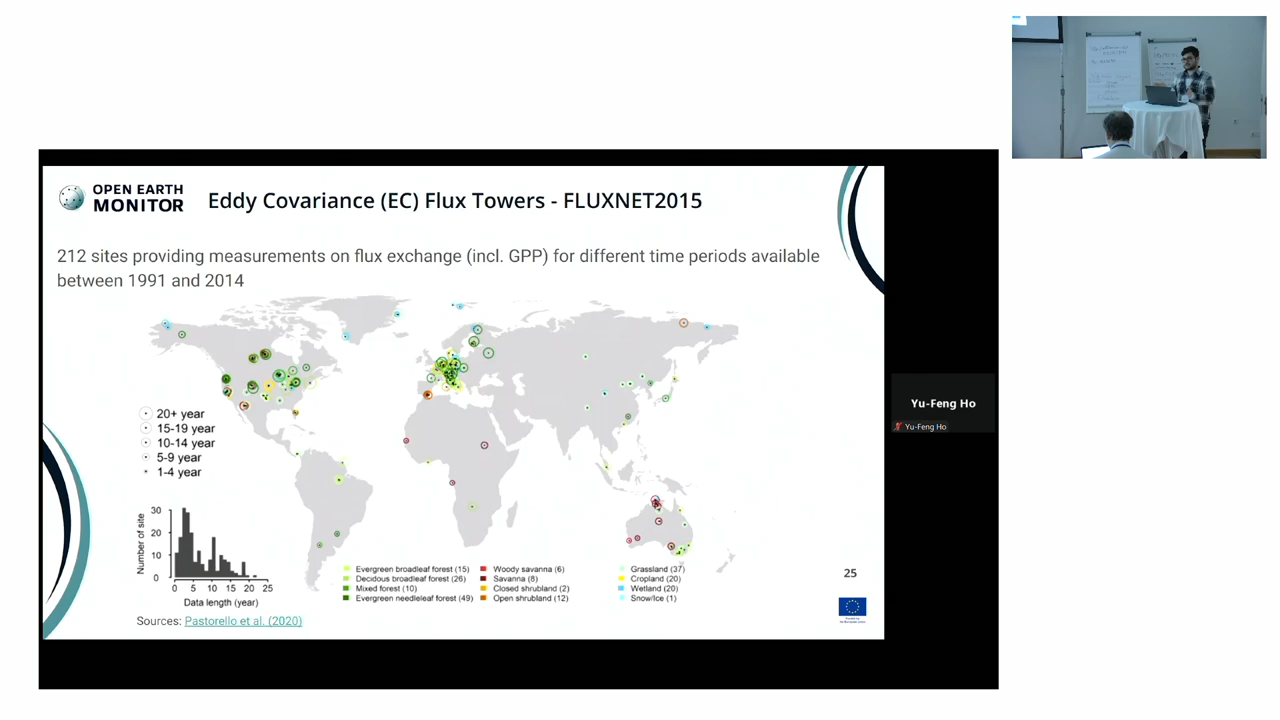 OPEN EARTH
MONITOR
Eddy Covariance (EC) Flux Towers - FLUXNET2015
212 sites providing measurements on flux exchange (incl. GPP) for different time periods available
between 1991 and 2014
20+ year
15-19 year
10-14 year
5-9 year
1-4 year
Number of site
30
20
10
0
0 5 10 15 20 25
Data length (year)
Evergreen broadleaf forest (15)
Decidous broadleaf forest (26)
Mixed forest (10)
Evergreen needleleaf forest (49)
Woody savanna (6)
Savanna (8)
Closed shrubland (2)
Open shrubland (12)
Grassland (37)
Cropland (20)
Wetland (20)
Snow/Ice (1)
Sources: Pastorello et al. (2020)
25
Yu-Feng Ho
Yu-Feng Ho